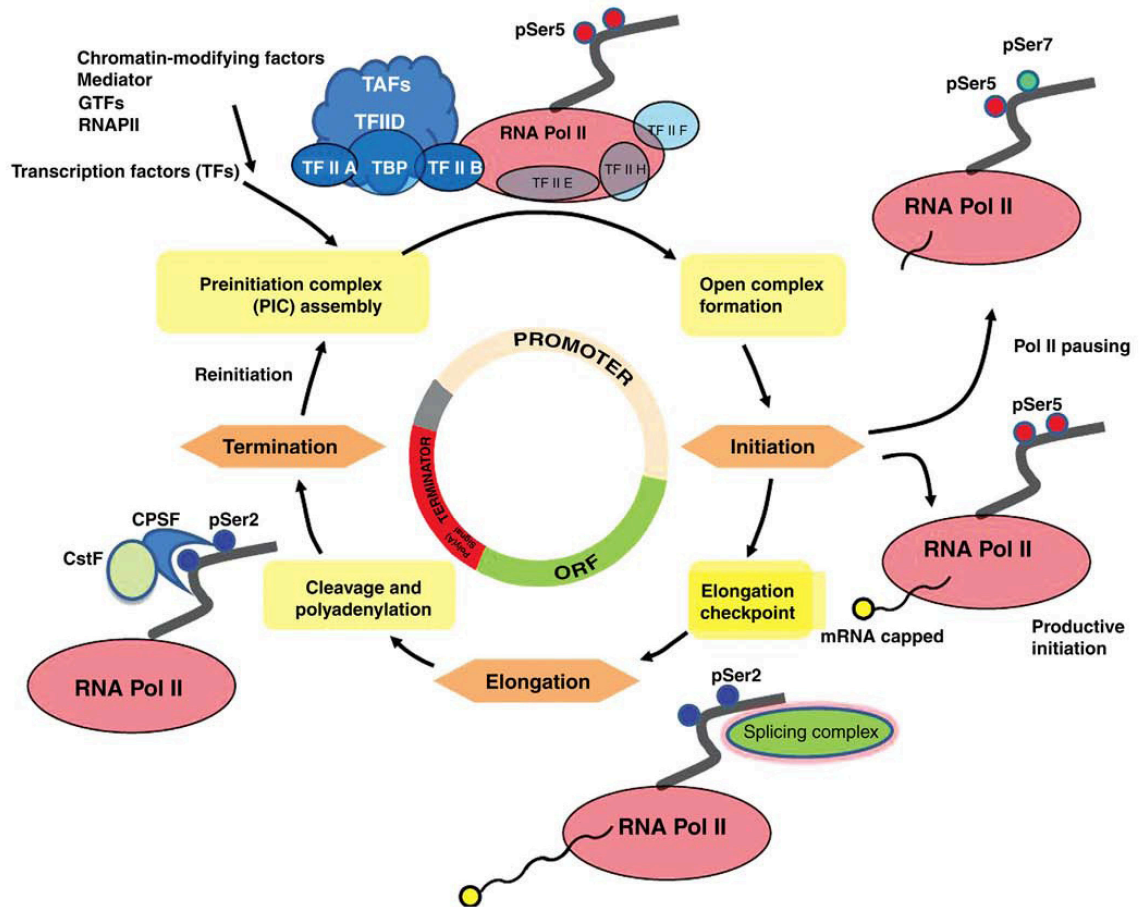 pSer5
Chromatin-modifying factors
Mediator
GTFs
RNAPII
Transcription factors (TFs)
TAFs
TFIID
TF II A
TBP
TF II B
RNA Pol II
TF II F
TF II E
TF II H
pSer7
pSer5
RNA Pol II
Preinitiation complex
(PIC) assembly
Open complex
formation
Pol II pausing
Reinitiation
PROMOTER
Termination
Initiation
TERMINATOR
Poly(A)
Signal
ORF
pSer5
RNA Pol II
mRNA capped
Productive
initiation
CPSF
pSer2
CstF
RNA Pol II
Cleavage and
polyadenylation
Elongation
checkpoint
Elongation
pSer2
Splicing complex
RNA Pol II